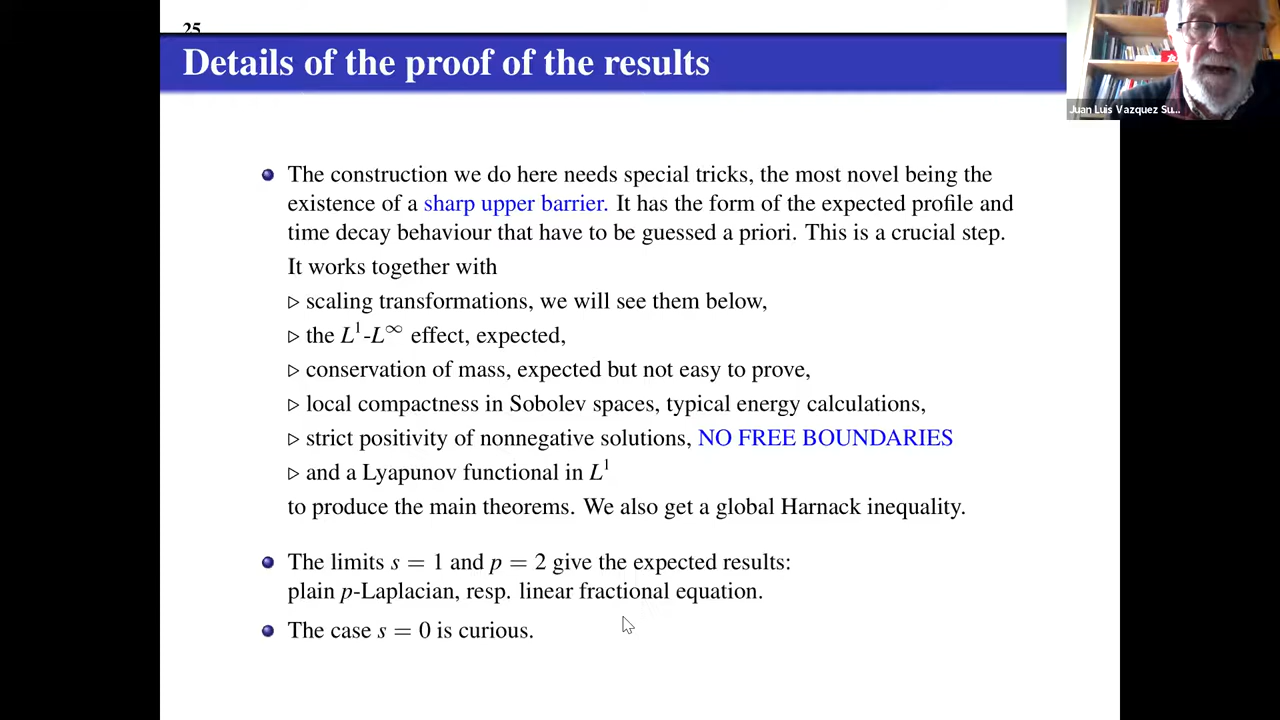 25
Details of the proof of the results
Juan Luis Vazquez Su...
The construction we do here needs special tricks, the most novel being the
existence of a sharp upper barrier. It has the form of the expected profile and
time decay behaviour that have to be guessed a priori. This is a crucial step.
It works together with
▷ scaling transformations, we will see them below,
▷ the L¹-L^∞ effect, expected,
▷ conservation of mass, expected but not easy to prove,
▷ local compactness in Sobolev spaces, typical energy calculations,
▷ strict positivity of nonnegative solutions, NO FREE BOUNDARIES
▷ and a Lyapunov functional in L¹
to produce the main theorems. We also get a global Harnack inequality.
The limits s = 1 and p = 2 give the expected results:
plain p-Laplacian, resp. linear fractional equation.
The case s = 0 is curious.